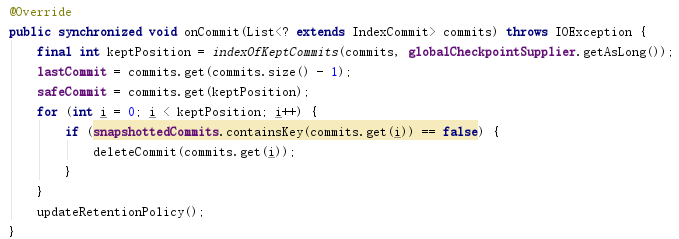 @Override
public synchronized void onCommit(List<? extends IndexCommit> commits) throws IOException {
    final int keptPosition = indexOfKeptCommits(commits, globalCheckpointSupplier.getAsLong());
    lastCommit = commits.get(commits.size() - 1);
    safeCommit = commits.get(keptPosition);
    for (int i = 0; i < keptPosition; i++) {
        if (snapshottedCommits.containsKey(commits.get(i)) == false) {
            deleteCommit(commits.get(i));
        }
    }
    updateRetentionPolicy();
}